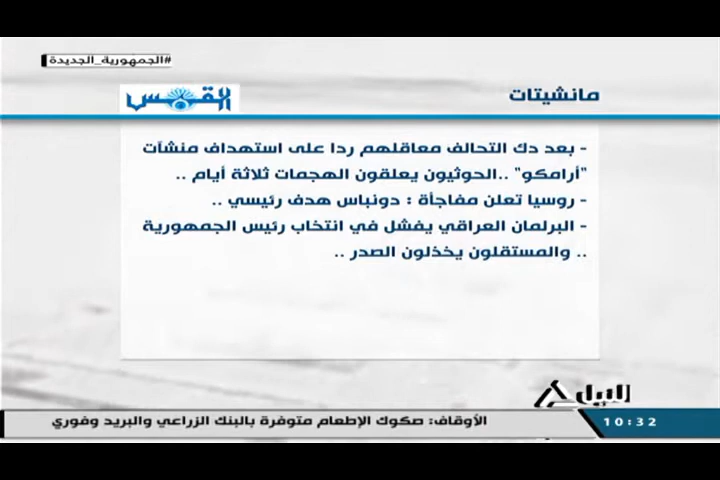 #الجمهورية_الجديدة
مانشيتات
القدس
- بعد دك التحالف معاقلهم ردا على استهداف منشآت
"أرامكو" ..الحوثيون يعلقون الهجمات ثلاثة أيام ..
- روسيا تعلن مفاجأة : دونباس هدف رئيسي ..
- البرلمان العراقي يفشل في انتخاب رئيس الجمهورية
.. والمستقلون يخذلون الصدر ..
النيل
10:32
الأوقاف: صكوك الإطعام متوفرة بالبنك الزراعي والبريد وفوري